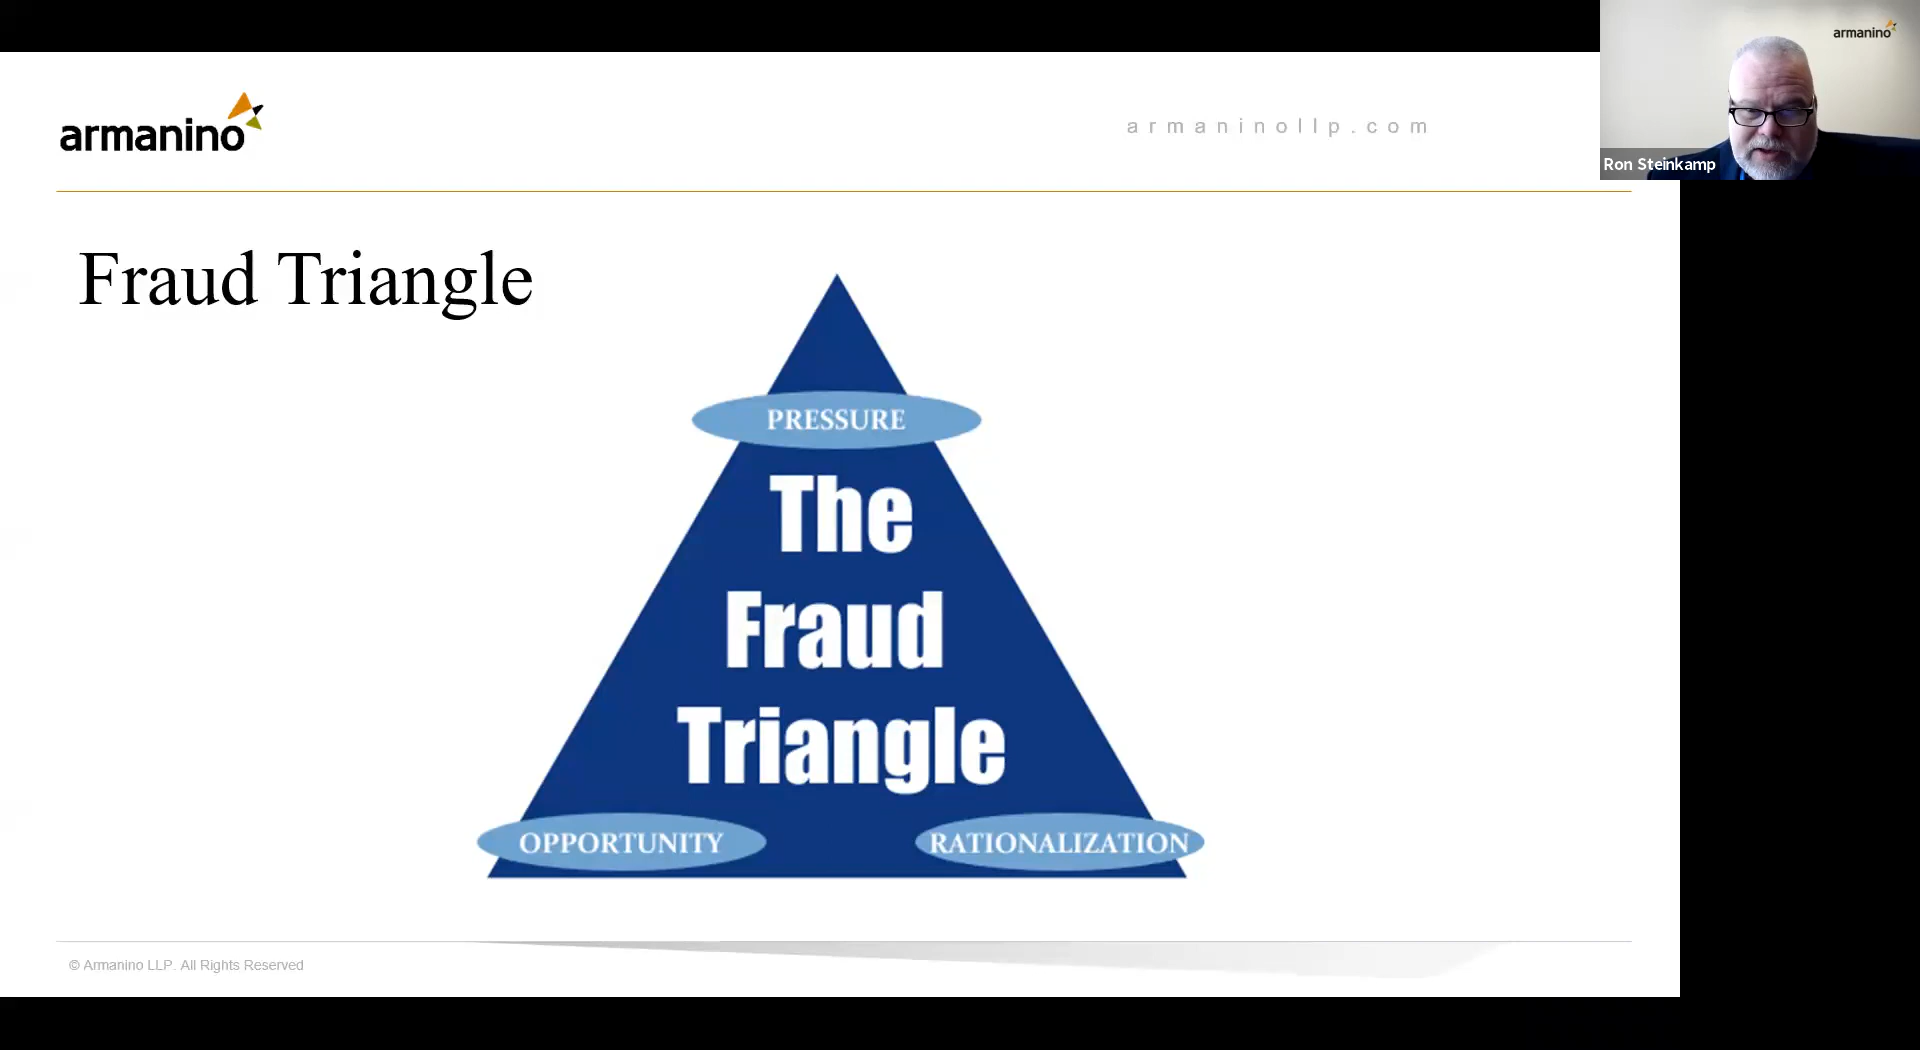 armanino
armaninollp.com
armanino
Ron Steinkamp
Fraud Triangle
PRESSURE
The
Fraud
Triangle
OPPORTUNITY
RATIONALIZATION
© Armanino LLP. All Rights Reserved